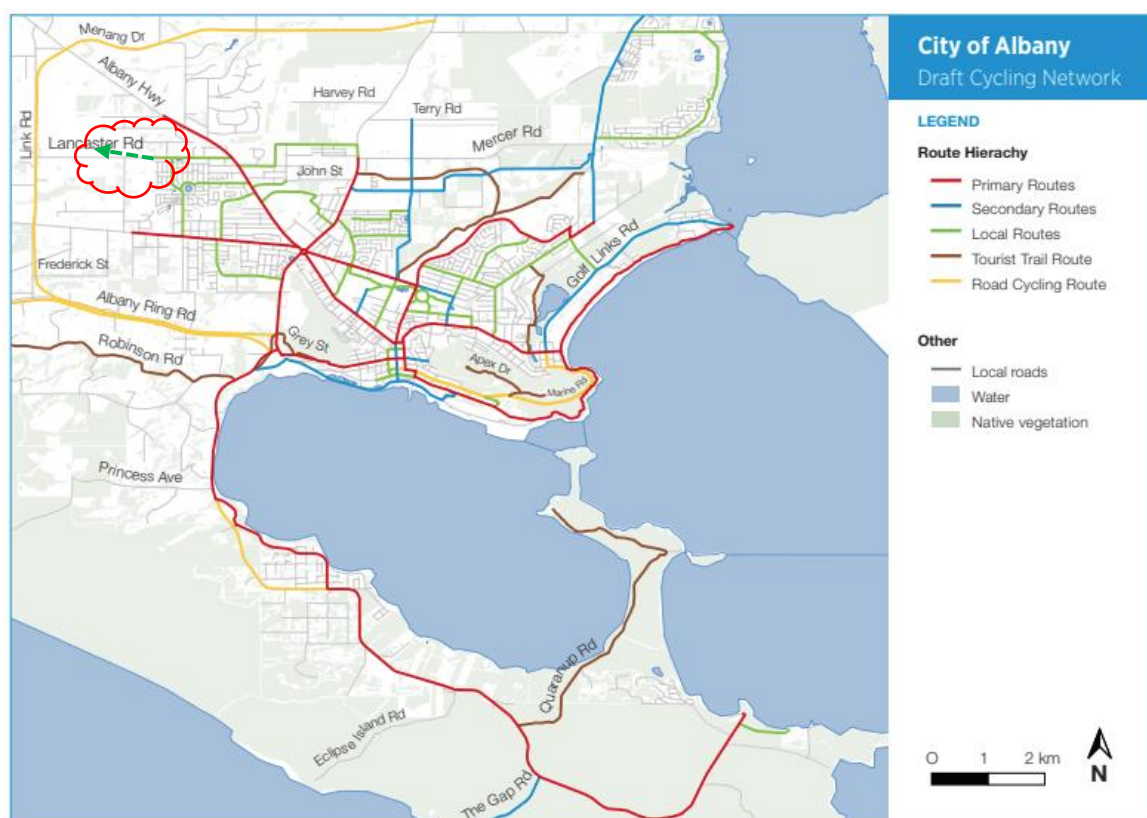 City of Albany
Draft Cycling Network
LEGEND
Route Hierachy
Primary Routes
Secondary Routes
Local Routes
Tourist Trail Route
Road Cycling Route
Other
Local roads
Water
Native vegetation
0 1 2 km
N
Menang Dr
Albany Hwy
Link Rd
Lancaster Rd
Harvey Rd
Terry Rd
Mercer Rd
John St
Golf Links Rd
Frederick St
Albany Ring Rd
Robinson Rd
Grey St
Apex Dr
Marine Rd
Princess Ave
Quaranup Rd
Eclipse Island Rd
The Gap Rd